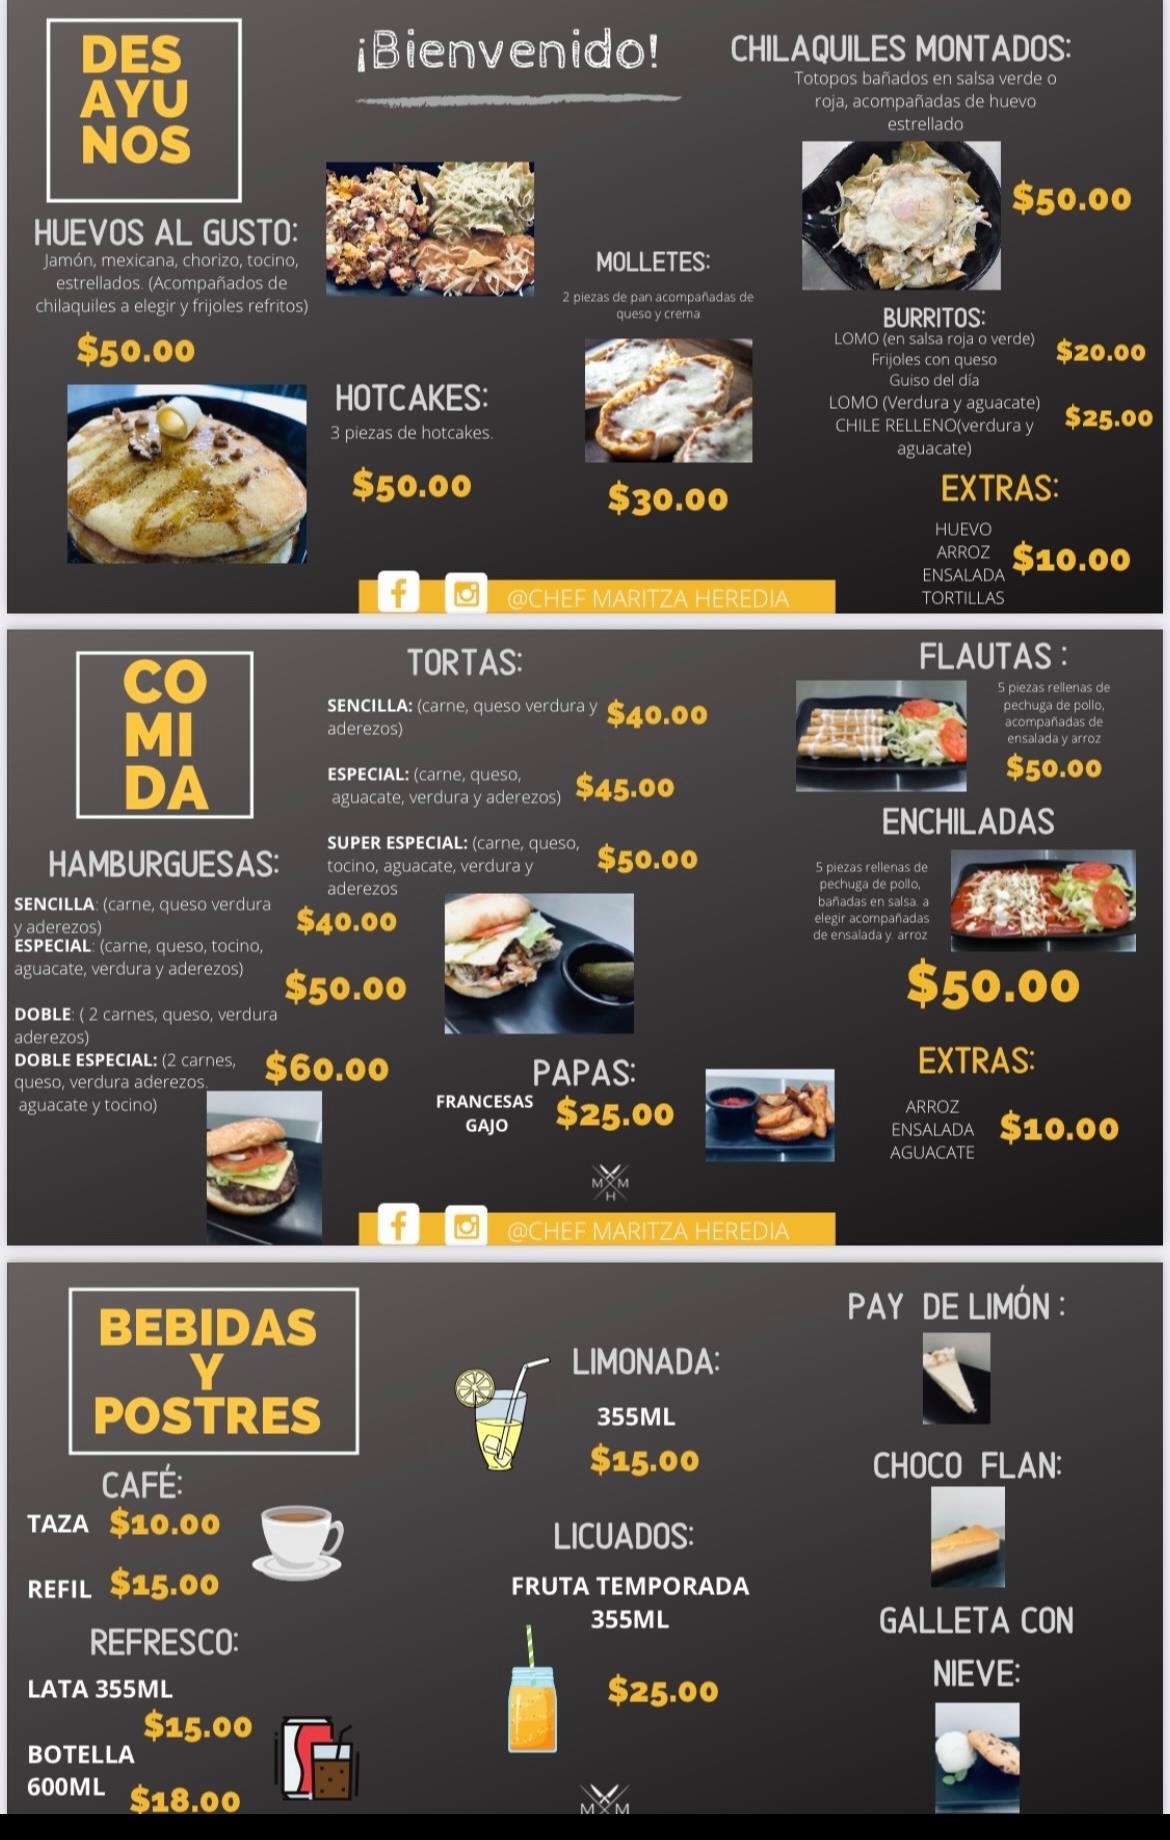 DES
AYU
NOS
¡Bienvenido!
HUEVOS AL GUSTO:
Jamón, mexicana, chorizo, tocino,
estrellados. (Acompañados de
chilaquiles a elegir y frijoles refritos)
$50.00
HOTCAKES:
3 piezas de hotcakes.
$50.00
MOLLETES:
2 piezas de pan acompañadas de
queso y crema
$30.00
CHILAQUILES MONTADOS:
Totopos bañados en salsa verde o
roja, acompañadas de huevo
estrellado
$50.00
BURRITOS:
LOMO (en salsa roja o verde)
Frijoles con queso
Guiso del día
$20.00
LOMO (Verdura y aguacate)
CHILE RELLENO(verdura y
aguacate)
$25.00
EXTRAS:
HUEVO
ARROZ
ENSALADA
TORTILLAS
$10.00
@CHEF MARITZA HEREDIA
CO
MI
DA
HAMBURGUESAS:
SENCILLA: (carne, queso verdura
y aderezos)
$40.00
ESPECIAL: (carne, queso, tocino,
aguacate, verdura y aderezos)
$50.00
DOBLE: ( 2 carnes, queso, verdura
aderezos)
DOBLE ESPECIAL: (2 carnes,
queso, verdura aderezos.
aguacate y tocino)
$60.00
TORTAS:
SENCILLA: (carne, queso verdura y
aderezos)
$40.00
ESPECIAL: (carne, queso,
aguacate, verdura y aderezos)
$45.00
SUPER ESPECIAL: (carne, queso,
tocino, aguacate, verdura y
aderezos
$50.00
PAPAS:
FRANCESAS
GAJO
$25.00
M M
H
FLAUTAS :
5 piezas rellenas de
pechuga de pollo,
acompañadas de
ensalada y arroz
$50.00
ENCHILADAS
5 piezas rellenas de
pechuga de pollo,
bañadas en salsa. a
elegir acompañadas
de ensalada y. arroz
$50.00
EXTRAS:
ARROZ
ENSALADA
AGUACATE
$10.00
@CHEF MARITZA HEREDIA
BEBIDAS
Y
POSTRES
CAFÉ:
TAZA $10.00
REFIL $15.00
REFRESCO:
LATA 355ML
$15.00
BOTELLA
600ML
$18.00
LIMONADA:
355ML
$15.00
LICUADOS:
FRUTA TEMPORADA
355ML
$25.00
M M
PAY DE LIMÓN :
CHOCO FLAN:
GALLETA CON
NIEVE: